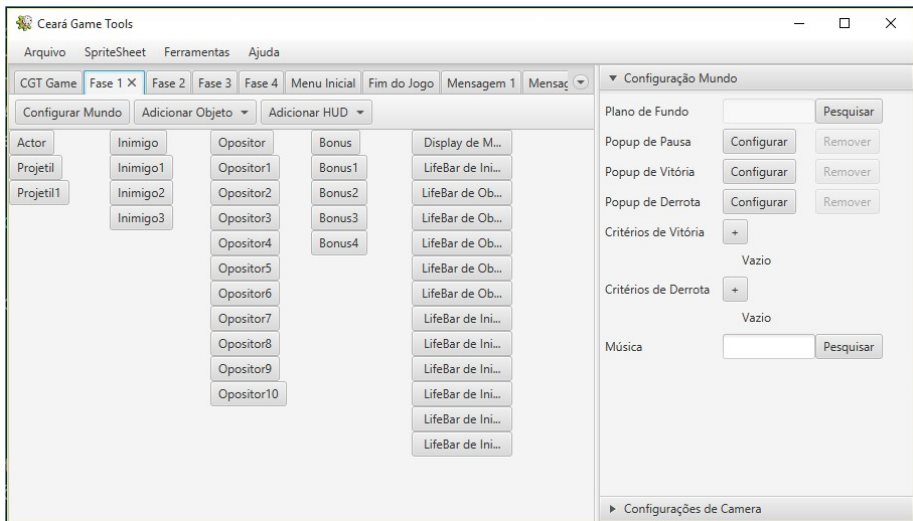 Ceará Game Tools
Arquivo SpriteSheet Ferramentas Ajuda
CGT Game Fase 1 Fase 2 Fase 3 Fase 4 Menu Inicial Fim do Jogo Mensagem 1 Mensag
Configurar Mundo Adicionar Objeto Adicionar HUD
Actor Inimigo Opositor Bonus Display de M...
Projetil Inimigo1 Opositor1 Bonus1 LifeBar de Ini...
Projetil1 Inimigo2 Opositor2 Bonus2 LifeBar de Ob...
Inimigo3 Opositor3 Bonus3 LifeBar de Ob...
Opositor4 Bonus4 LifeBar de Ob...
Opositor5 LifeBar de Ob...
Opositor6 LifeBar de Ob...
Opositor7 LifeBar de Ini...
Opositor8 LifeBar de Ini...
Opositor9 LifeBar de Ini...
Opositor10 LifeBar de Ini...
LifeBar de Ini...
LifeBar de Ini...
Configuração Mundo
Plano de Fundo Pesquisar
Popup de Pausa Configurar Remover
Popup de Vitória Configurar Remover
Popup de Derrota Configurar Remover
Critérios de Vitória +
Vazio
Critérios de Derrota +
Vazio
Música Pesquisar
Configurações de Camera